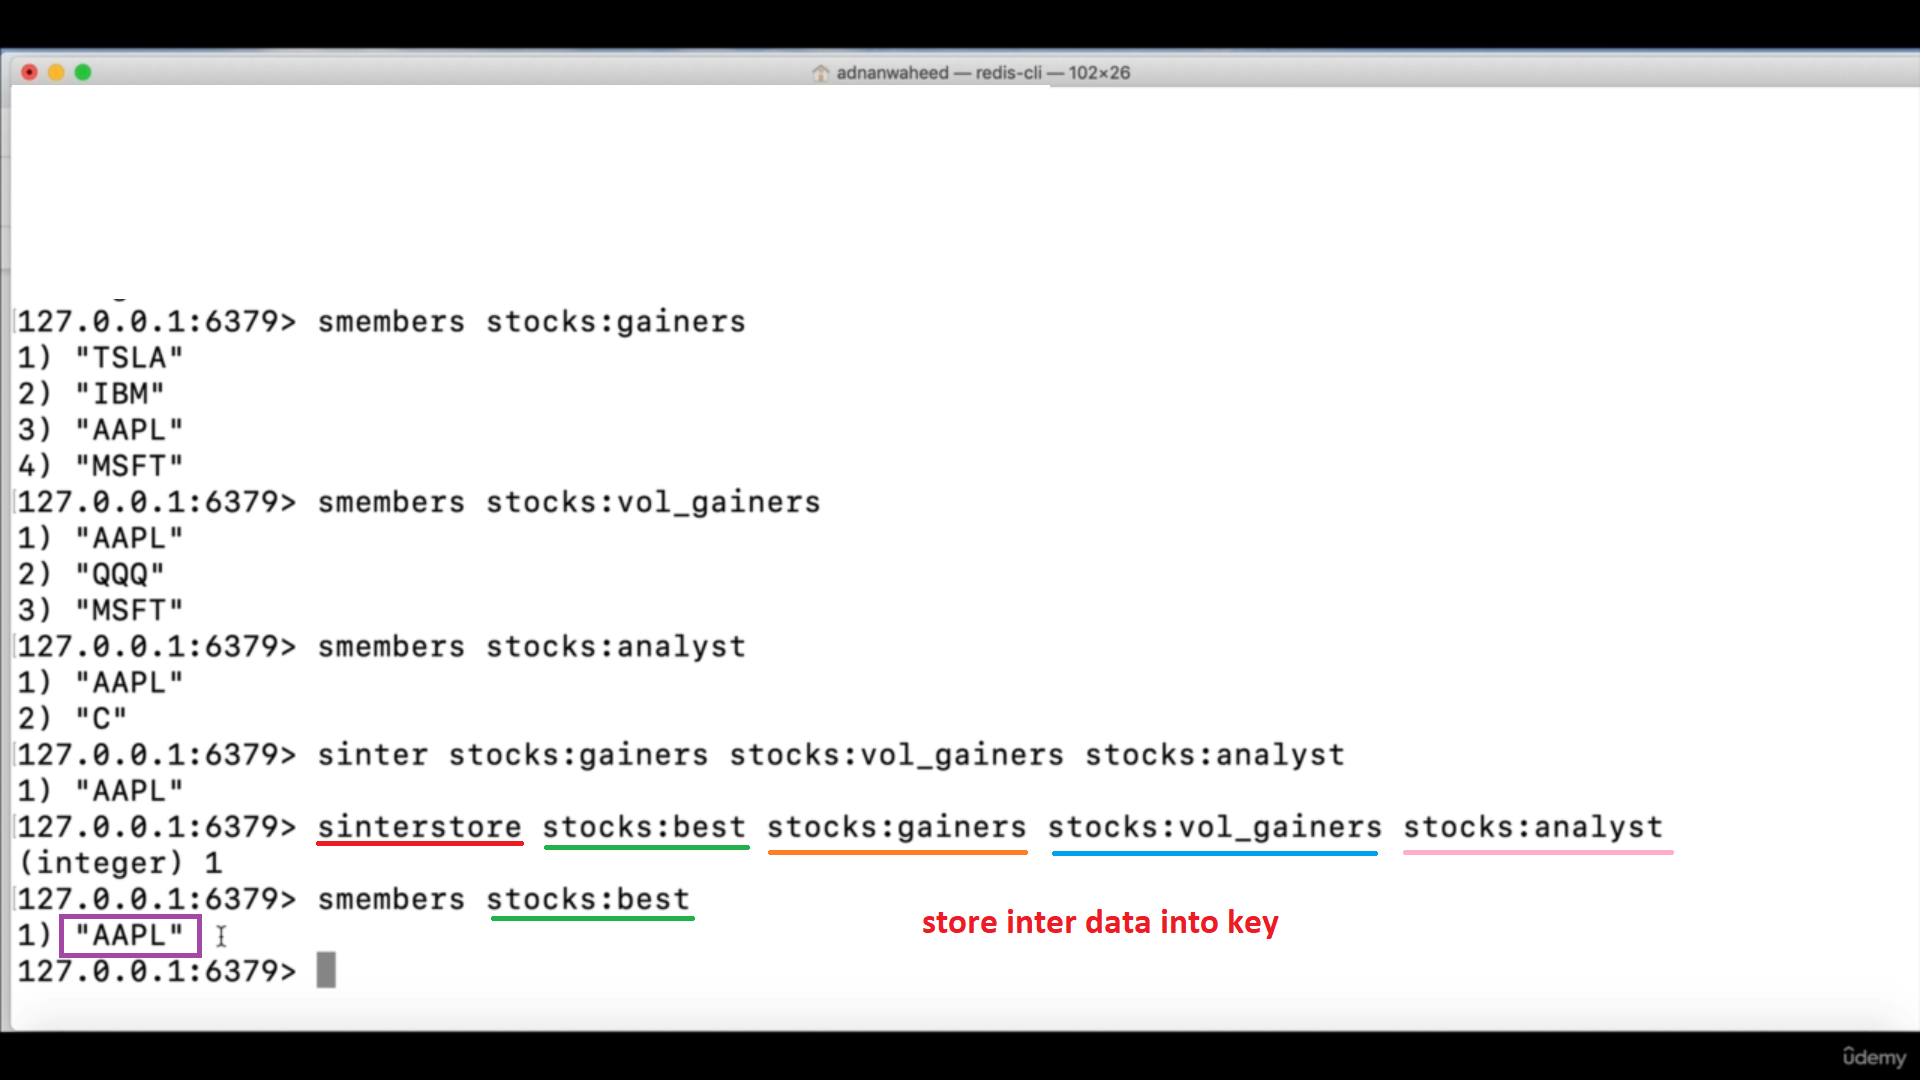 adnanwaheed — redis-cli — 102×26
127.0.0.1:6379> smembers stocks:gainers
1) "TSLA"
2) "IBM"
3) "AAPL"
4) "MSFT"
127.0.0.1:6379> smembers stocks:vol_gainers
1) "AAPL"
2) "QQQ"
3) "MSFT"
127.0.0.1:6379> smembers stocks:analyst
1) "AAPL"
2) "C"
127.0.0.1:6379> sinter stocks:gainers stocks:vol_gainers stocks:analyst
1) "AAPL"
127.0.0.1:6379> sinterstore stocks:best stocks:gainers stocks:vol_gainers stocks:analyst
(integer) 1
127.0.0.1:6379> smembers stocks:best
1) "AAPL"
store inter data into key
127.0.0.1:6379>
ûdemy